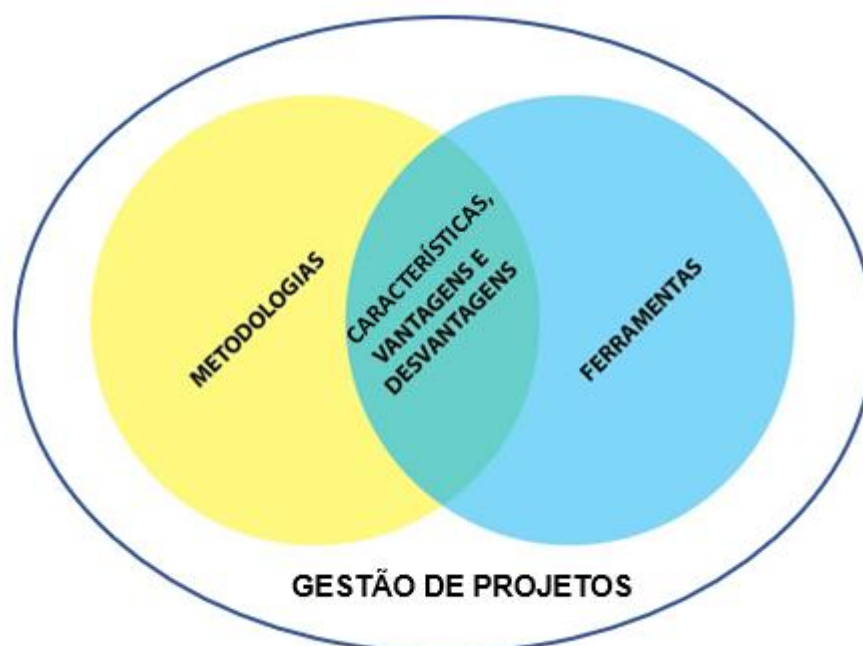 METODOLOGIAS
CARACTERÍSTICAS,
VANTAGENS E
DESVANTAGENS
FERRAMENTAS
GESTÃO DE PROJETOS